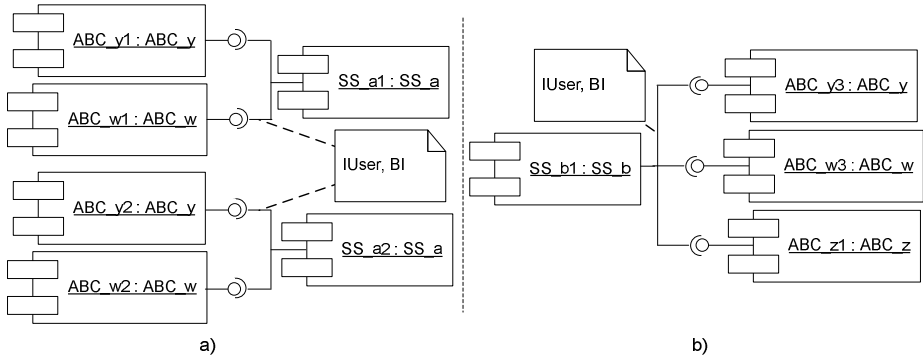 ABC_y1 : ABC_y
SS_a1 : SS_a
ABC_w1 : ABC_w
IUser, BI
ABC_y2 : ABC_y
SS_a2 : SS_a
ABC_w2 : ABC_w
a)
IUser, BI
ABC_y3 : ABC_y
SS_b1 : SS_b
ABC_w3 : ABC_w
ABC_z1 : ABC_z
b)